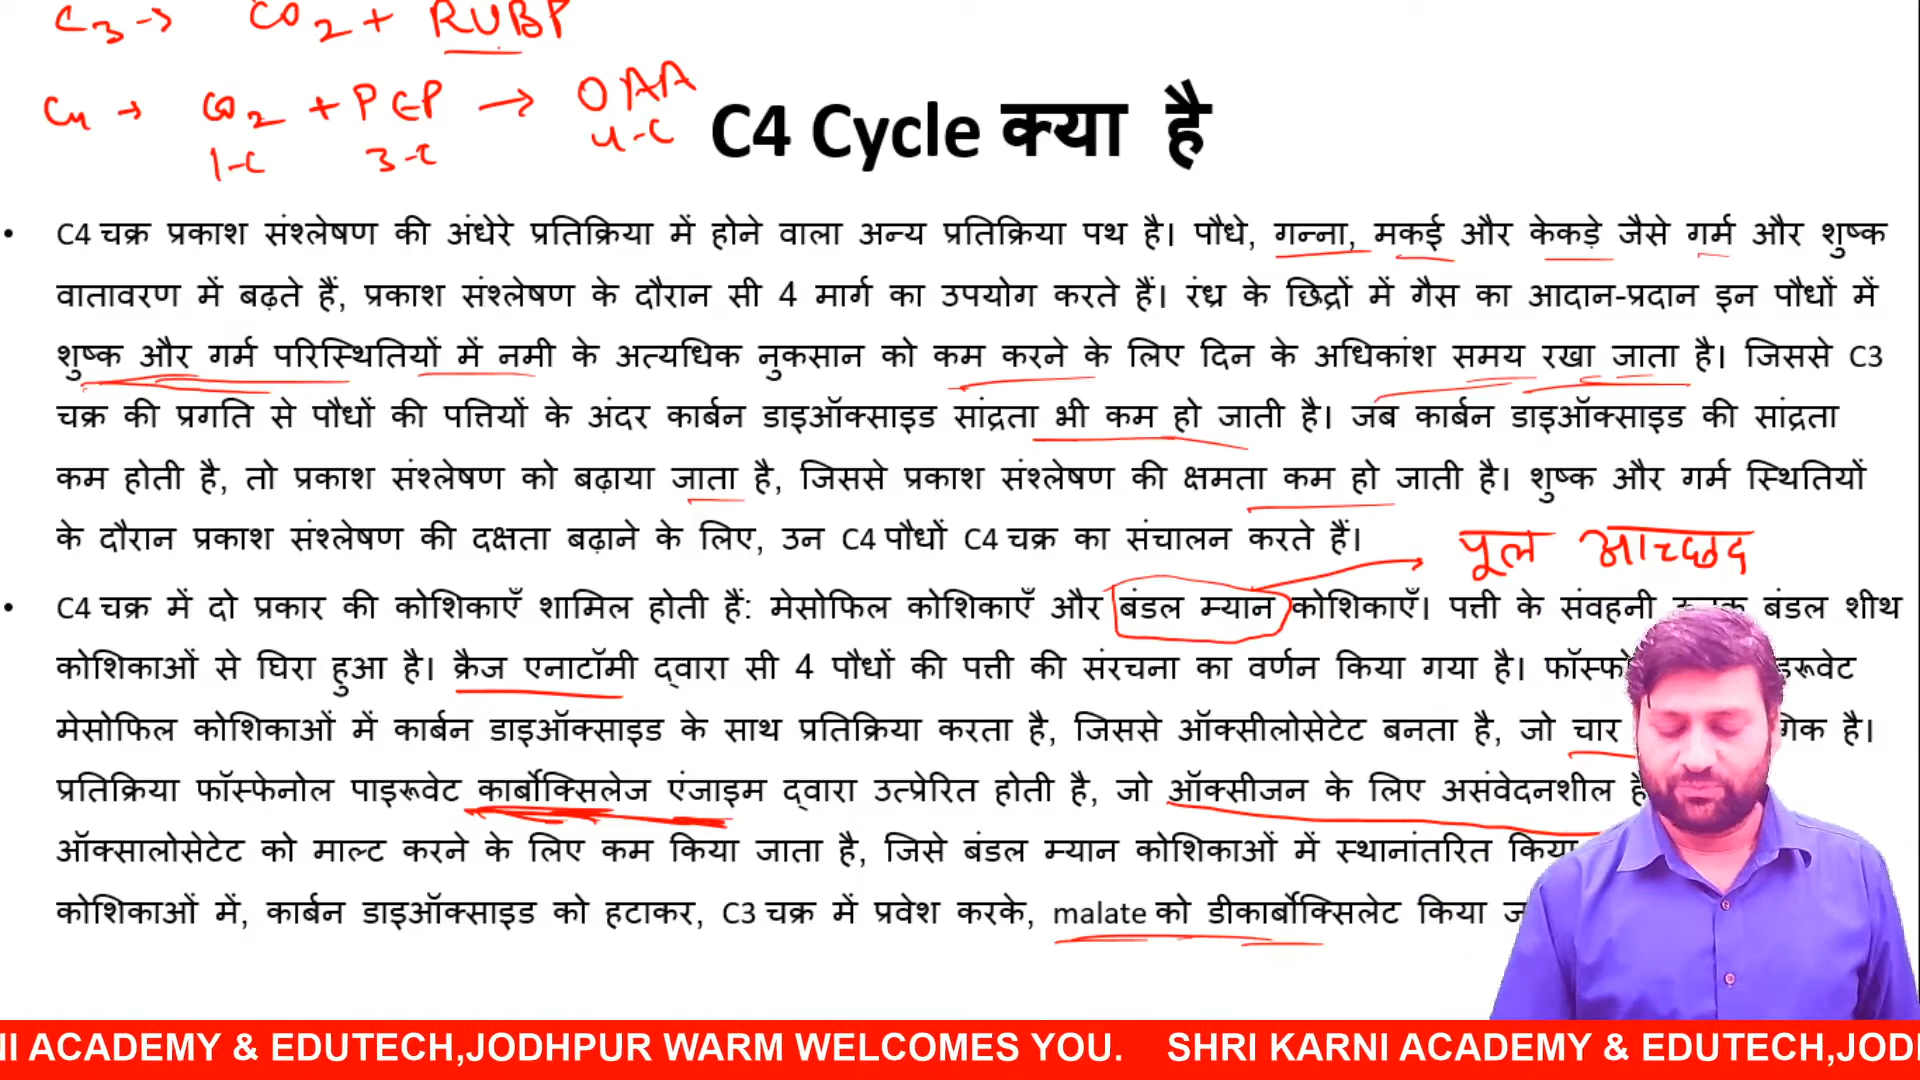 C3 → CO2 + RUBP
C4 → CO2 + PEP → OAA
1-C 3-C 4-C
C4 Cycle क्या है
• C4 चक्र प्रकाश संश्लेषण की अंधेरे प्रतिक्रिया में होने वाला अन्य प्रतिक्रिया पथ है। पौधे, गन्ना, मकई और केकड़े जैसे गर्म और शुष्क
वातावरण में बढ़ते हैं, प्रकाश संश्लेषण के दौरान सी 4 मार्ग का उपयोग करते हैं। रंध्र के छिद्रों में गैस का आदान-प्रदान इन पौधों में
शुष्क और गर्म परिस्थितियों में नमी के अत्यधिक नुकसान को कम करने के लिए दिन के अधिकांश समय रखा जाता है। जिससे C3
चक्र की प्रगति से पौधों की पत्तियों के अंदर कार्बन डाइऑक्साइड सांद्रता भी कम हो जाती है। जब कार्बन डाइऑक्साइड की सांद्रता
कम होती है, तो प्रकाश संश्लेषण को बढ़ाया जाता है, जिससे प्रकाश संश्लेषण की क्षमता कम हो जाती है। शुष्क और गर्म स्थितियों
के दौरान प्रकाश संश्लेषण की दक्षता बढ़ाने के लिए, उन C4 पौधों C4 चक्र का संचालन करते हैं।
पूल आच्छद
• C4 चक्र में दो प्रकार की कोशिकाएँ शामिल होती हैं: मेसोफिल कोशिकाएँ और बंडल म्यान कोशिकाएँ। पत्ती के संवहनी बंडल शीथ
कोशिकाओं से घिरा हुआ है। क्रैज एनाटॉमी द्वारा सी 4 पौधों की पत्ती की संरचना का वर्णन किया गया है।
मेसोफिल कोशिकाओं में कार्बन डाइऑक्साइड के साथ प्रतिक्रिया करता है, जिससे ऑक्सीलोसेटेट बनता है, जो चार है।
प्रतिक्रिया फॉस्फेनोल पाइरूवेट कार्बोक्सिलेज एंजाइम द्वारा उत्प्रेरित होती है, जो ऑक्सीजन के लिए असंवेदनशील
ऑक्सालोसेटेट को माल्ट करने के लिए कम किया जाता है, जिसे बंडल म्यान कोशिकाओं में स्थानांतरित किया
कोशिकाओं में, कार्बन डाइऑक्साइड को हटाकर, C3 चक्र में प्रवेश करके, malate को डीकार्बोक्सिलेट किया
NI ACADEMY & EDUTECH,JODHPUR WARM WELCOMES YOU. SHRI KARNI ACADEMY & EDUTECH,JOD